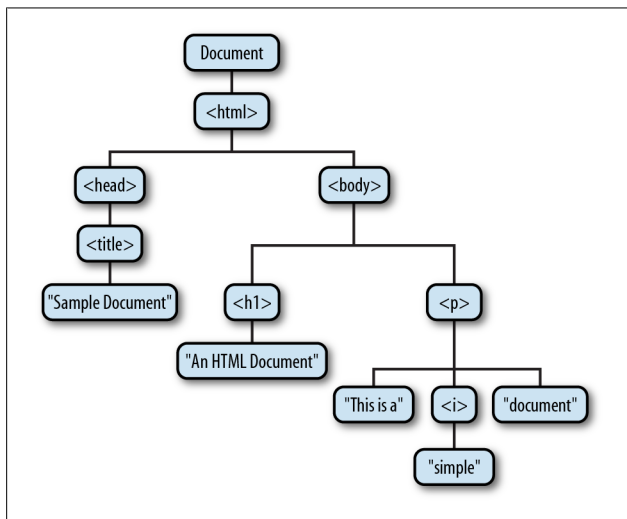 Document
<html>
<head>
<body>
<title>
<h1>
<p>
"Sample Document"
"An HTML Document"
"This is a"
<i>
"document"
"simple"